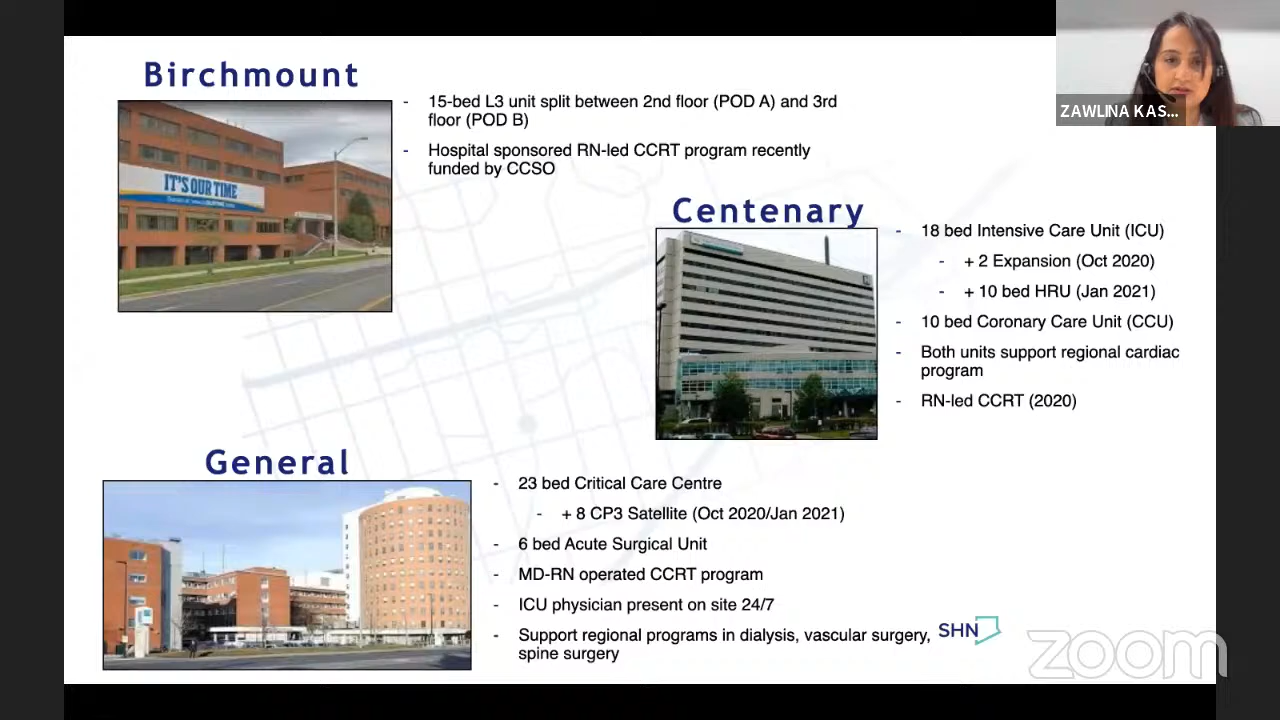 ZAWLINA KAS...
Birchmount
- 15-bed L3 unit split between 2nd floor (POD A) and 3rd
floor (POD B)
- Hospital sponsored RN-led CCRT program recently
funded by CCSO
IT'S OUR TIME
Centenary
- 18 bed Intensive Care Unit (ICU)
- + 2 Expansion (Oct 2020)
- + 10 bed HRU (Jan 2021)
- 10 bed Coronary Care Unit (CCU)
- Both units support regional cardiac
program
- RN-led CCRT (2020)
General
- 23 bed Critical Care Centre
- + 8 CP3 Satellite (Oct 2020/Jan 2021)
- 6 bed Acute Surgical Unit
- MD-RN operated CCRT program
- ICU physician present on site 24/7
- Support regional programs in dialysis, vascular surgery,
spine surgery
SHN
zoom